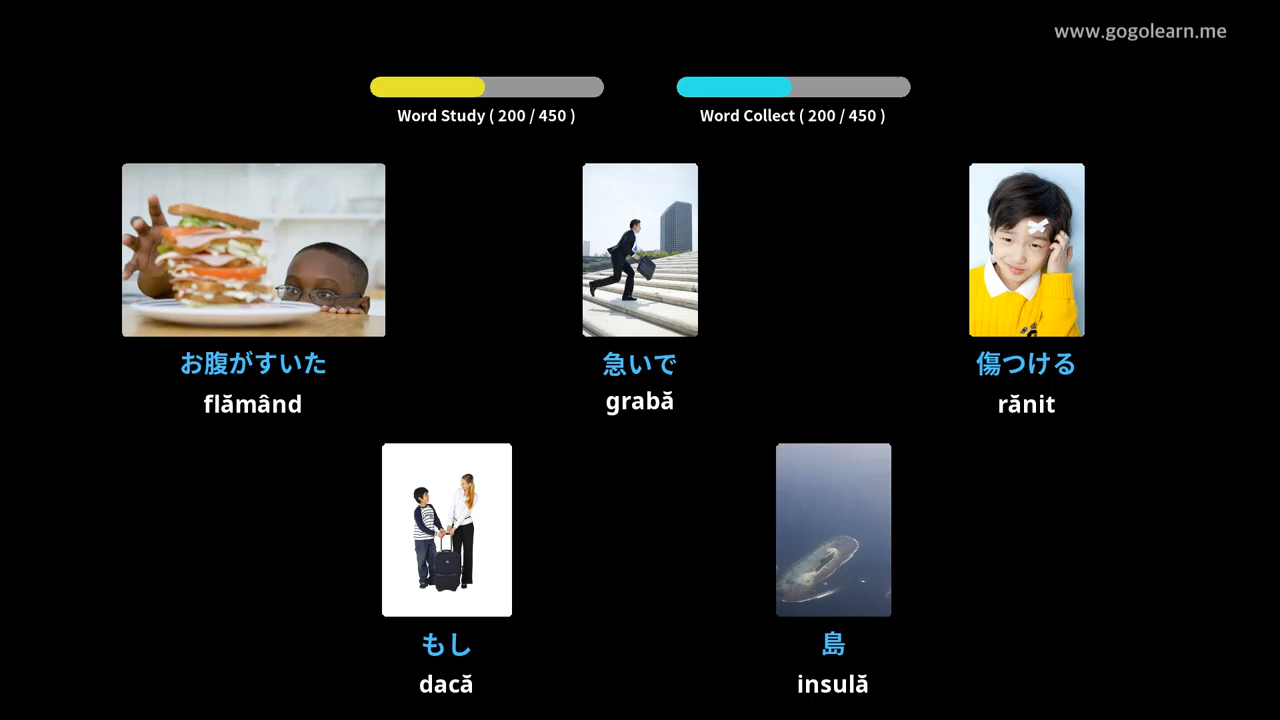 www.gogolearn.me
Word Study ( 200 / 450 )
Word Collect ( 200 / 450 )
お腹がすいた
flămând
急いで
grabă
傷つける
rănit
もし
dacă
島
insulă